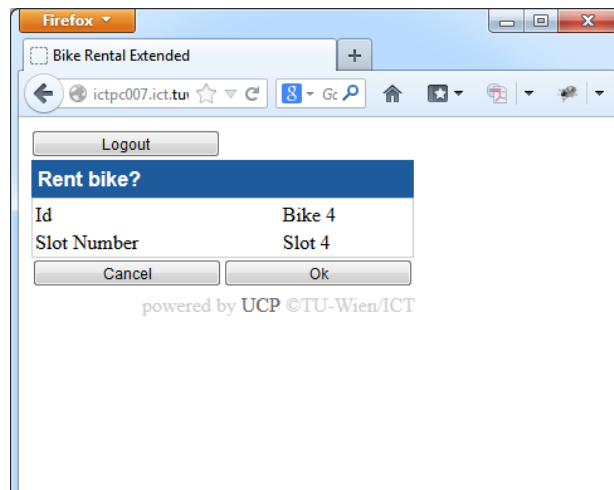 Firefox
Bike Rental Extended
ictpc007.ict.tuw
Logout
Rent bike?
Id Bike 4
Slot Number Slot 4
Cancel Ok
powered by UCP ©TU-Wien/ICT